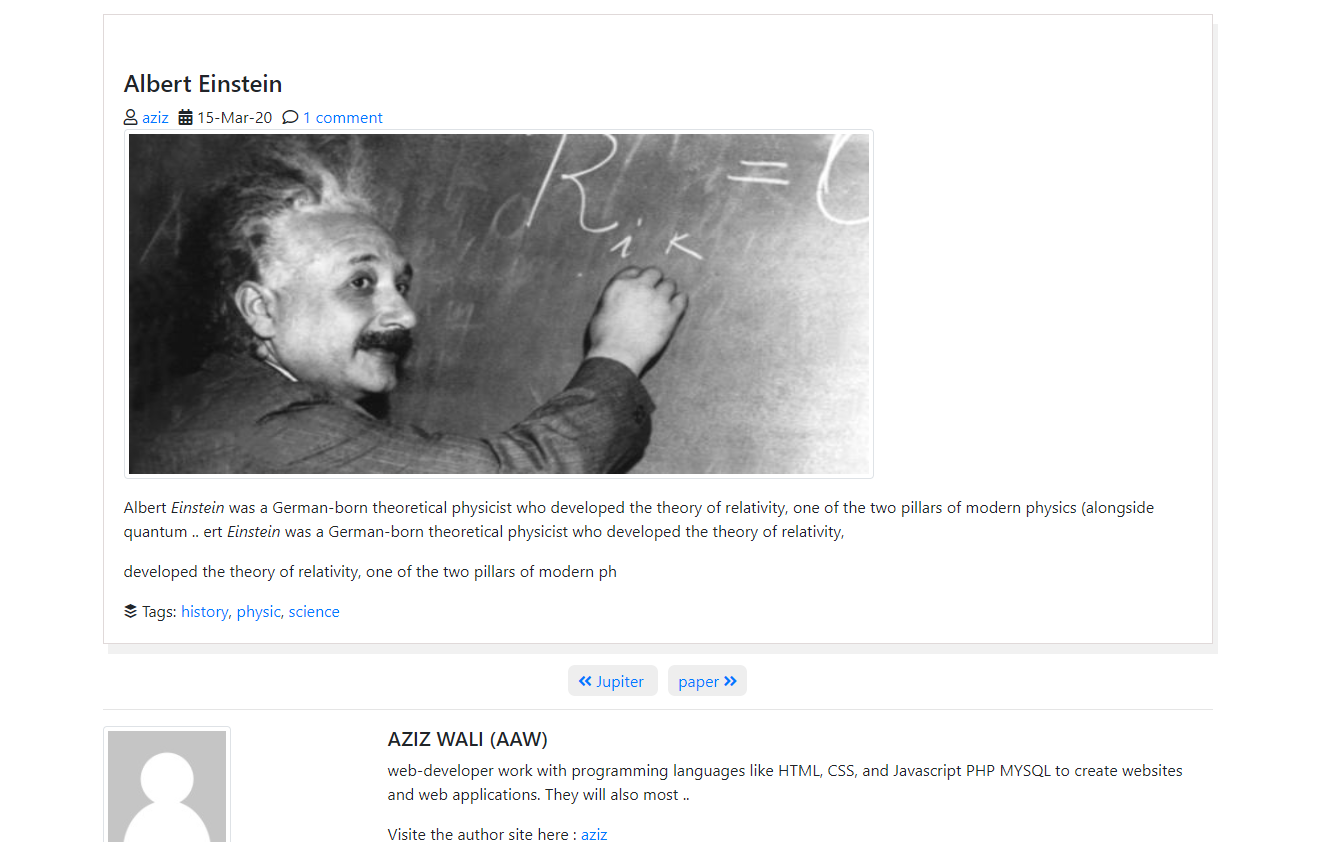 Albert Einstein
aziz 15-Mar-20 1 comment
R i k = 
Albert Einstein was a German-born theoretical physicist who developed the theory of relativity, one of the two pillars of modern physics (alongside
quantum .. ert Einstein was a German-born theoretical physicist who developed the theory of relativity,
developed the theory of relativity, one of the two pillars of modern ph
Tags: history, physic, science
« Jupiter paper »
AZIZ WALI (AAW)
web-developer work with programming languages like HTML, CSS, and Javascript PHP MYSQL to create websites
and web applications. They will also most ..
Visite the author site here : aziz